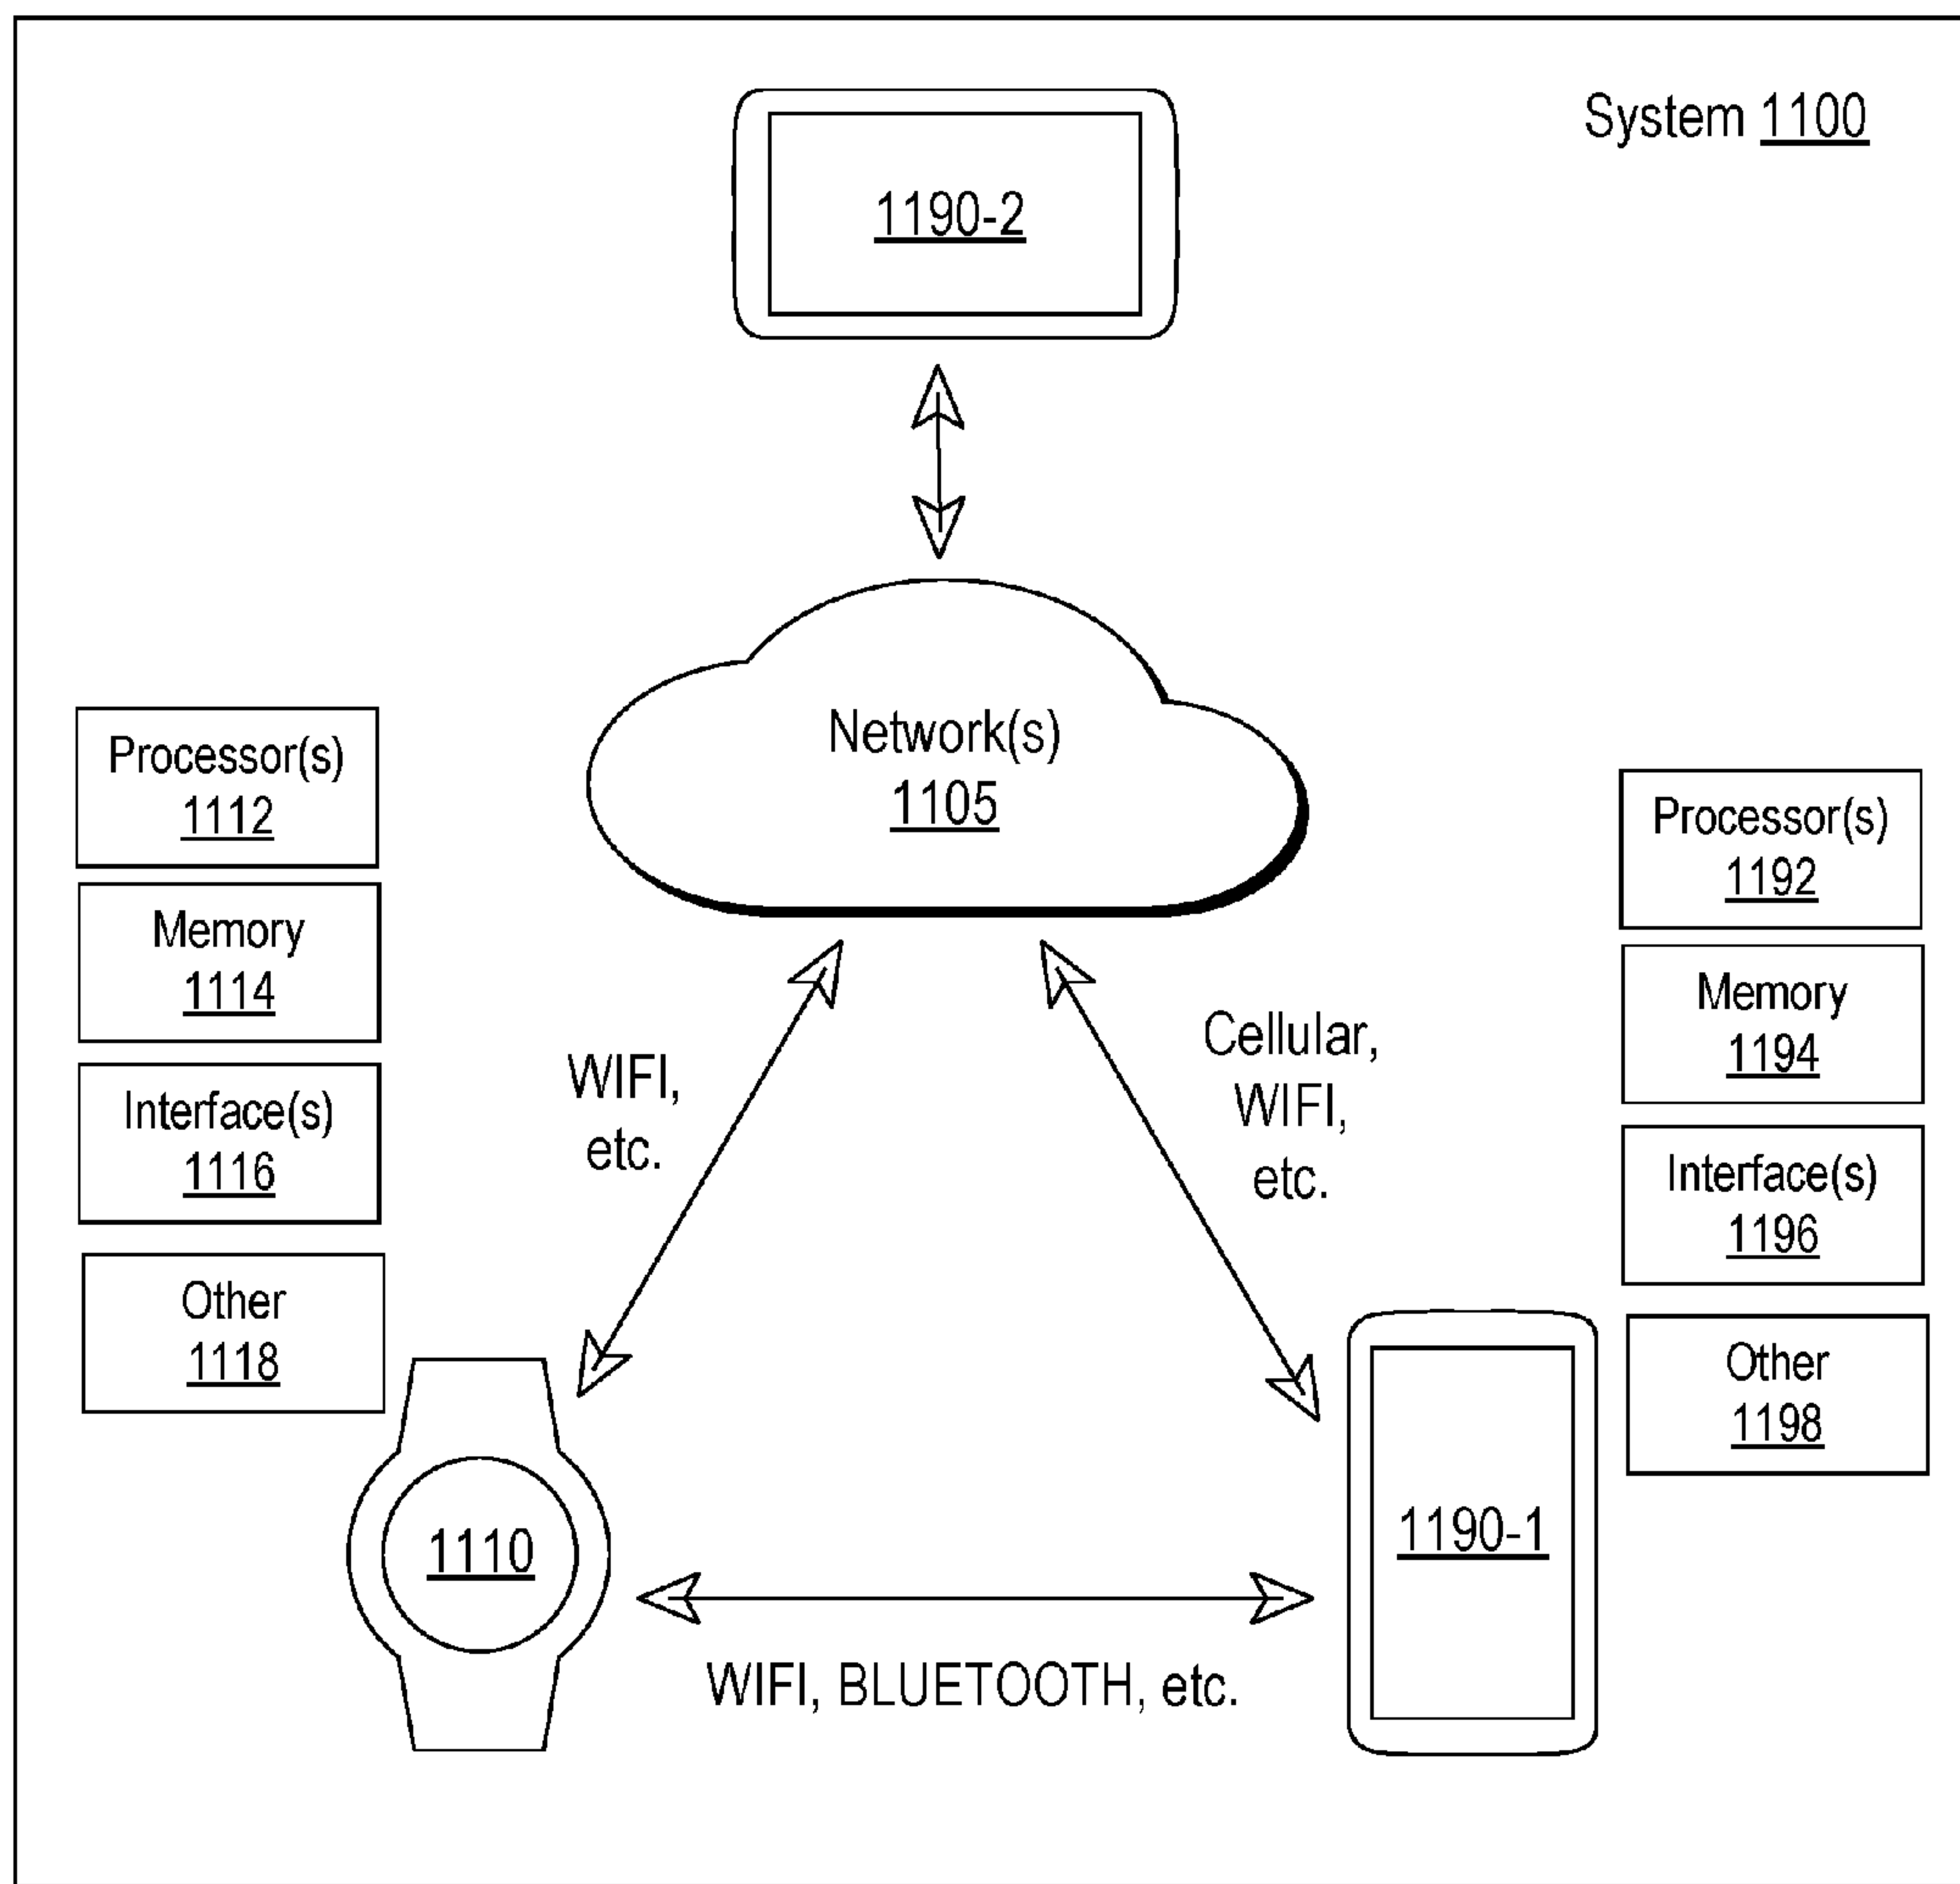 System 1100
1190-2
Network(s)
1105
Processor(s)
1112
Memory
1114
Interface(s)
1116
Other
1118
Processor(s)
1192
Memory
1194
Interface(s)
1196
Other
1198
WIFI,
etc.
Cellular,
WIFI,
etc.
1110
1190-1
WIFI, BLUETOOTH, etc.